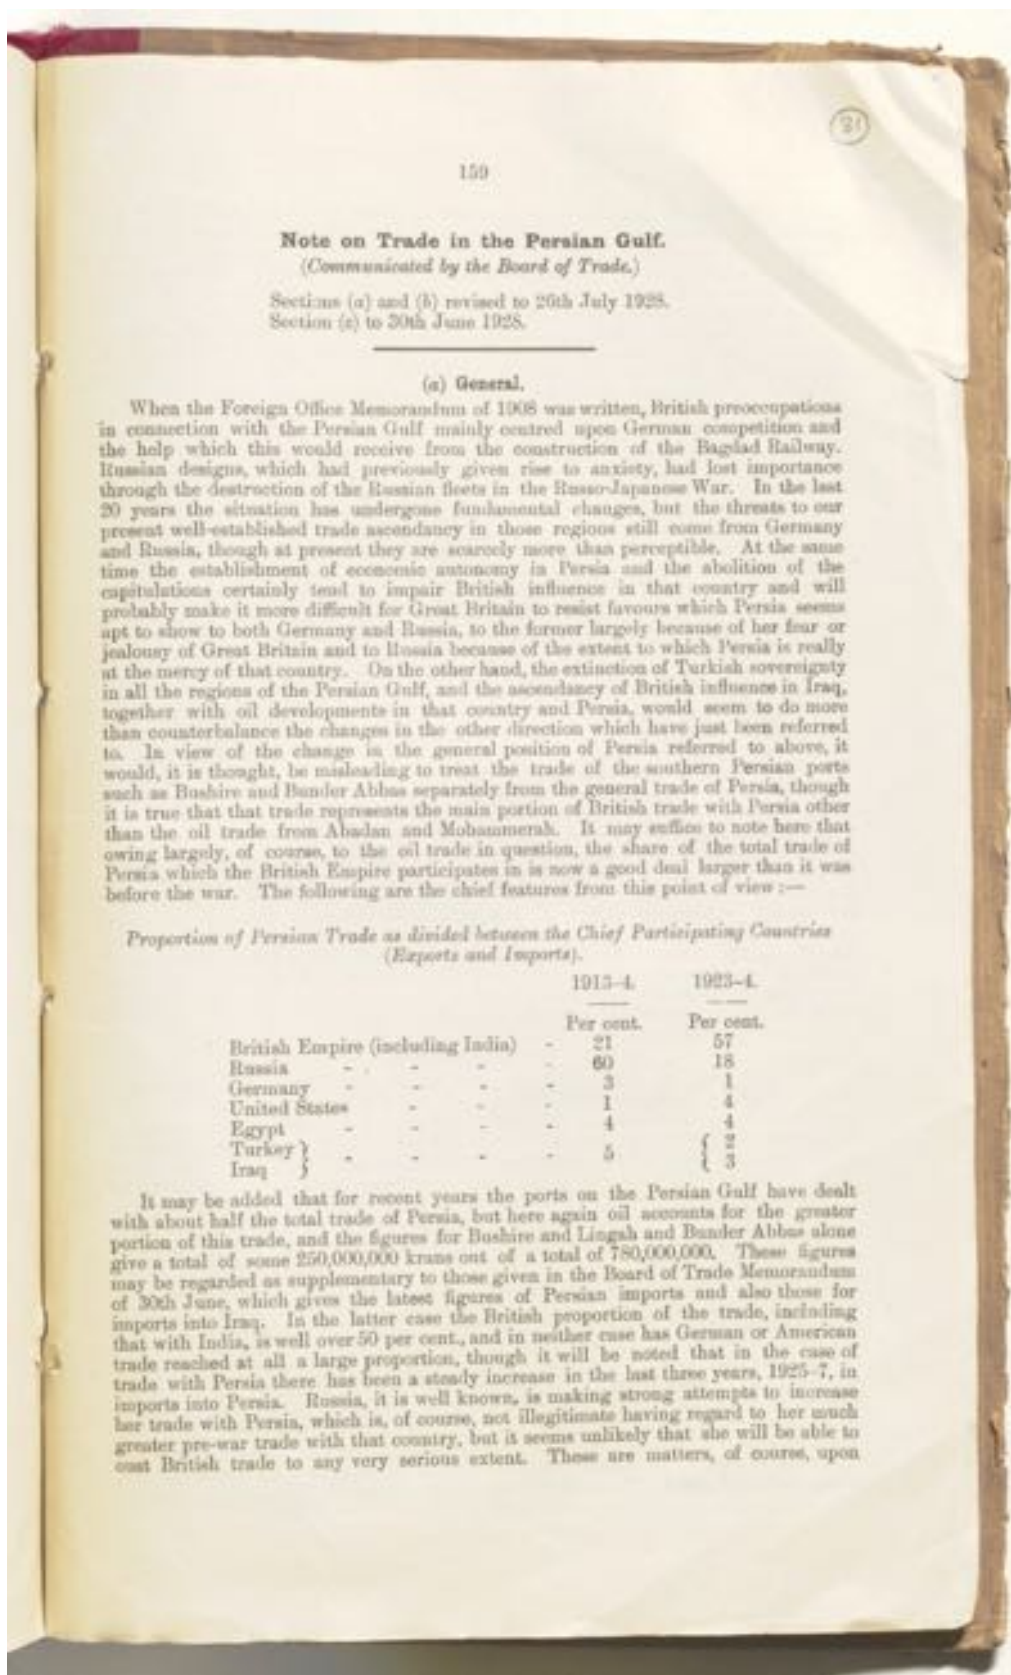 31
159
Note on Trade in the Persian Gulf.
(Communicated by the Board of Trade.)
Sections (a) and (b) revised to 26th July 1928.
Section (c) to 30th June 1928.
(a) General.
When the Foreign Office Memorandum of 1908 was written, British preoccupations
in connection with the Persian Gulf mainly centred upon German competition and
the help which this would receive from the construction of the Bagdad Railway.
Russian designs, which had previously given rise to anxiety, had lost importance
through the destruction of the Russian fleets in the Russo-Japanese War. In the last
20 years the situation has undergone fundamental changes, but the threats to our
present well-established trade ascendancy in those regions still come from Germany
and Russia, though at present they are scarcely more than perceptible. At the same
time the establishment of economic autonomy in Persia and the abolition of the
capitulations certainly tend to impair British influence in that country and will
probably make it more difficult for Great Britain to resist favours which Persia seems
apt to show to both Germany and Russia, to the former largely because of her fear or
jealousy of Great Britain and to Russia because of the extent to which Persia is really
at the mercy of that country. On the other hand, the extinction of Turkish sovereignty
in all the regions of the Persian Gulf, and the ascendancy of British influence in Iraq,
together with oil developments in that country and Persia, would seem to do more
than counterbalance the changes in the other direction which have just been referred
to. In view of the change in the general position of Persia referred to above, it
would, it is thought, be misleading to treat the trade of the southern Persian ports
such as Bushire and Bunder Abbas separately from the general trade of Persia, though
it is true that that trade represents the main portion of British trade with Persia other
than the oil trade from Abadan and Mohammerah. It may suffice to note here that
owing largely, of course, to the oil trade in question, the share of the total trade of
Persia which the British Empire participates in is now a good deal larger than it was
before the war. The following are the chief features from this point of view :—
Proportion of Persian Trade as divided between the Chief Participating Countries
(Exports and Imports).
1913–4. 1923–4.
Per cent. Per cent.
British Empire (including India) - 21 57
Russia - - - - 60 18
Germany - - - - 3 1
United States - - - 1 4
Egypt - - - - 4 4
Turkey } - - - - 5 { 2
Iraq } { 3
It may be added that for recent years the ports on the Persian Gulf have dealt
with about half the total trade of Persia, but here again oil accounts for the greater
portion of this trade, and the figures for Bushire and Lingah and Bunder Abbas alone
give a total of some 250,000,000 krans out of a total of 780,000,000. These figures
may be regarded as supplementary to those given in the Board of Trade Memorandum
of 30th June, which gives the latest figures of Persian imports and also those for
imports into Iraq. In the latter case the British proportion of the trade, including
that with India, is well over 50 per cent., and in neither case has German or American
trade reached at all a large proportion, though it will be noted that in the case of
trade with Persia there has been a steady increase in the last three years, 1925–7, in
imports into Persia. Russia, it is well known, is making strong attempts to increase
her trade with Persia, which is, of course, not illegitimate having regard to her much
greater pre-war trade with that country, but it seems unlikely that she will be able to
oust British trade to any very serious extent. These are matters, of course, upon